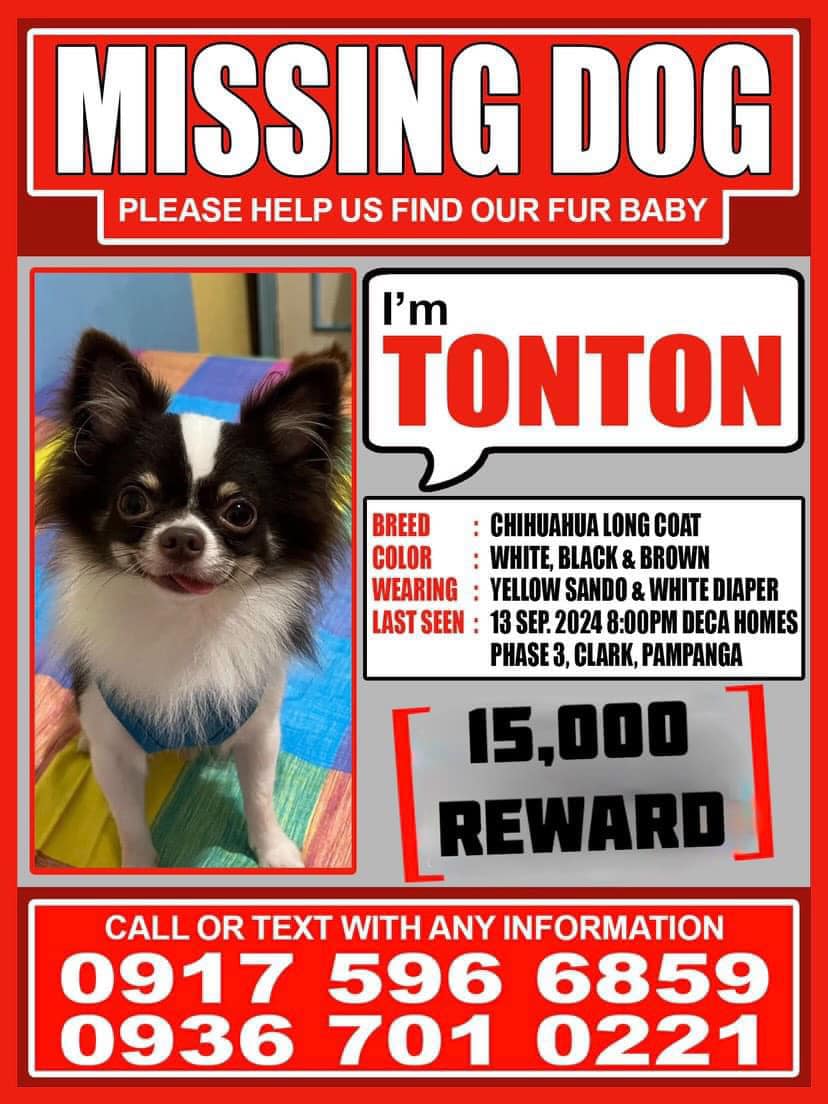 MISSING DOG
PLEASE HELP US FIND OUR FUR BABY
I'm
TONTON
BREED : CHIHUAHUA LONG COAT
COLOR : WHITE, BLACK & BROWN
WEARING : YELLOW SANDO & WHITE DIAPER
LAST SEEN : 13 SEP. 2024 8:00PM DECA HOMES
PHASE 3, CLARK, PAMPANGA
15,000
REWARD
CALL OR TEXT WITH ANY INFORMATION
0917 596 6859
0936 701 0221